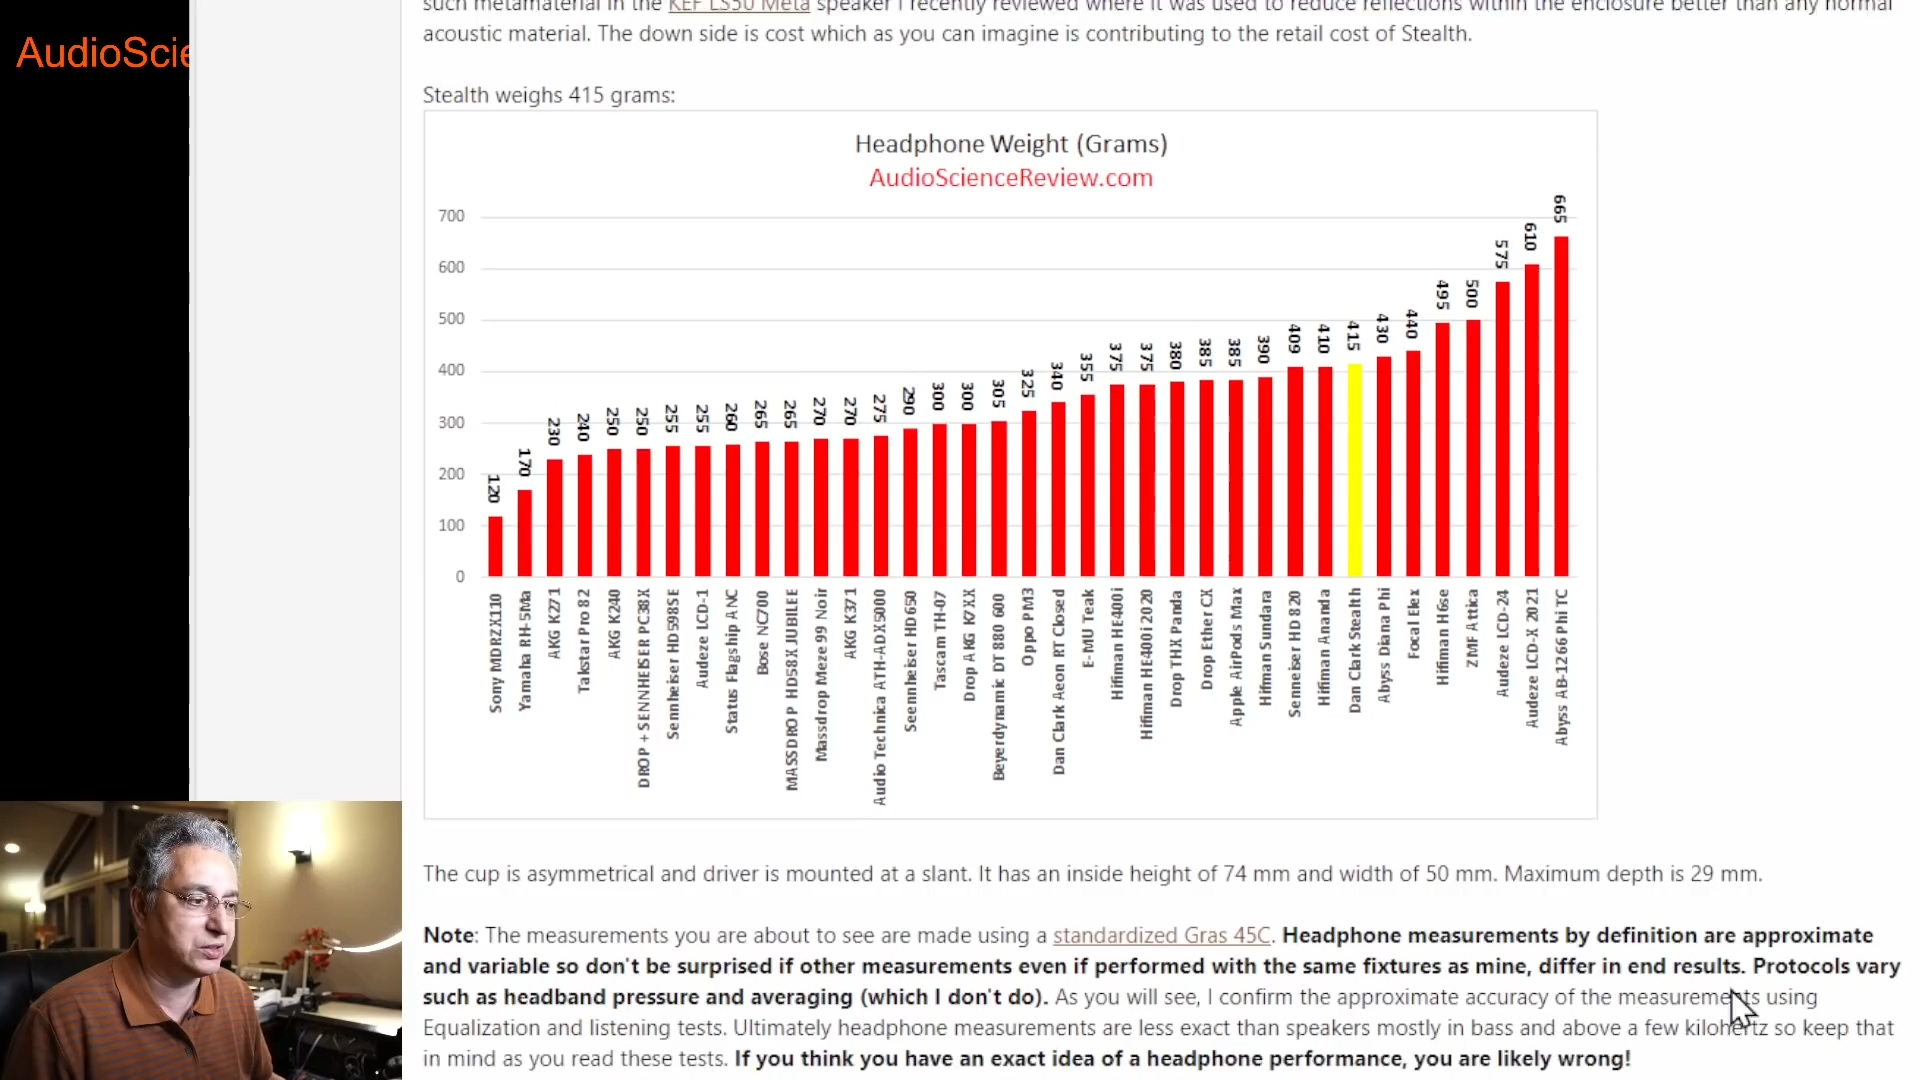 such metamaterial in the KEF LS50 Meta speaker I recently reviewed where it was used to reduce reflections within the enclosure better than any normal
AudioScie
acoustic material. The down side is cost which as you can imagine is contributing to the retail cost of Stealth.
Stealth weighs 415 grams:
Headphone Weight (Grams)
AudioScienceReview.com
700
600
500
400
300
200
100
0
120
170
230
240
250
250
255
255
260
265
265
270
270
275
290
300
300
305
325
340
355
375
375
380
385
385
390
409
410
415
430
440
495
500
575
610
665
Sony MDRZX110
Yamaha RH-5Ma
AKG K271
Takstar Pro 82
AKG K240
DROP + SENNHEISER PC38X
Sennheiser HD598SE
Audeze LCD-1
Status Flagship ANC
Bose NC700
MASSDROP HD58X JUBILEE
Massdrop Meze 99 Noir
AKG K371
Audio Technica ATH-ADX5000
Seennheiser HD650
Tascam TH-07
Drop AKG K7XX
Beyerdynamic DT 880 600
Oppo PM3
Dan Clark Aeon RT Closed
E-MU Teak
Hifiman HE400i
Hifiman HE400i 2020
Drop THX Panda
Drop Ether CX
Apple AirPods Max
Hifman Sundara
Senneiser HD 820
Hifiman Ananda
Dan Clark Stealth
Abyss Diana Phi
Focal Elex
Hifiman H6se
ZMF Attica
Audeze LCD-24
Audeze LCD-X 2021
Abyss AB-1266 Phi TC
The cup is asymmetrical and driver is mounted at a slant. It has an inside height of 74 mm and width of 50 mm. Maximum depth is 29 mm.
Note: The measurements you are about to see are made using a standardized Gras 45C. Headphone measurements by definition are approximate
and variable so don't be surprised if other measurements even if performed with the same fixtures as mine, differ in end results. Protocols vary
such as headband pressure and averaging (which I don't do). As you will see, I confirm the approximate accuracy of the measurements using
Equalization and listening tests. Ultimately headphone measurements are less exact than speakers mostly in bass and above a few kilohertz so keep that
in mind as you read these tests. If you think you have an exact idea of a headphone performance, you are likely wrong!